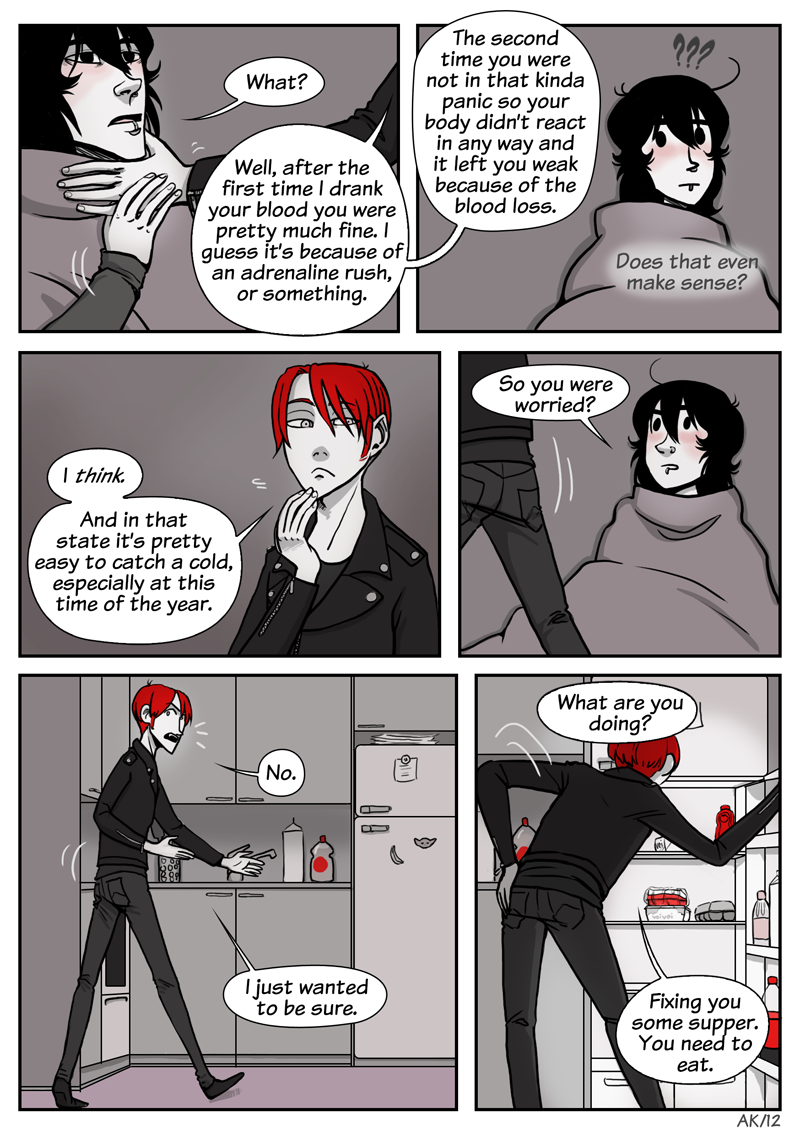 What?
Well, after the
first time I drank
your blood you were
pretty much fine. I
guess it's because of
an adrenaline rush,
or something.
The second
time you were
not in that kinda
panic so your
body didn't react
in any way and
it left you weak
because of the
blood loss.
???
Does that even
make sense?
I think.
And in that
state it's pretty
easy to catch a cold,
especially at this
time of the year.
So you were
worried?
No.
I just wanted
to be sure.
What are you
doing?
Fixing you
some supper.
You need to
eat.
AK/12